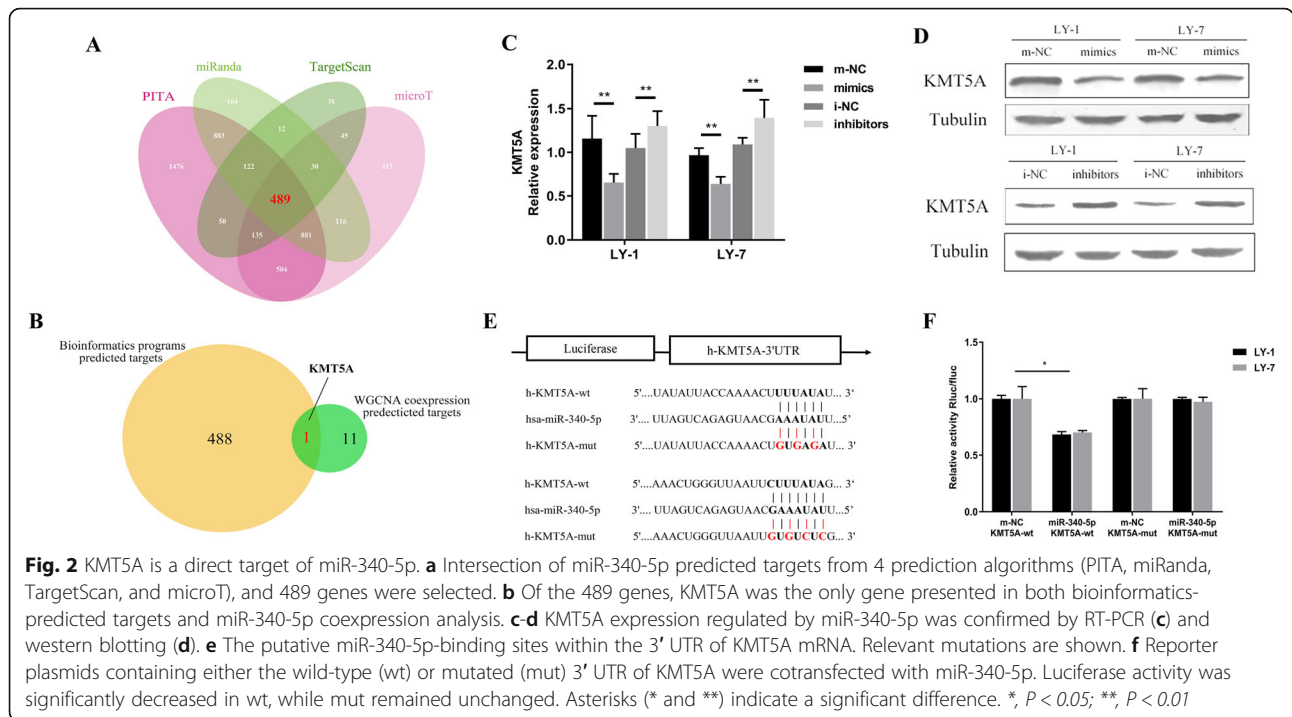 A
PITA
miRanda
TargetScan
microT
164
38
883
12
45
1476
122
30
313
489
50
116
135
881
504
B
Bioinformatics programs
predicted targets
KMT5A
WGCNA coexpression
predecticted targets
488
1
11
C
KMT5A
Relative expression
1.5
1.0
0.5
0.0
2.0
**
**
**
**
LY-1
LY-7
m-NC
mimics
i-NC
inhibitors
D
LY-1
LY-7
m-NC
mimics
m-NC
mimics
KMT5A
Tubulin
LY-1
LY-7
i-NC
inhibitors
i-NC
inhibitors
KMT5A
Tubulin
E
Luciferase
h-KMT5A-3'UTR
h-KMT5A-wt 5'....UAUAUUACCAAAACUUUUAUAU... 3'
hsa-miR-340-5p 3'.... UUAGUCAGAGUAACGAAAUAUU...5'
h-KMT5A-mut 5'....UAUAUUACCAAAACUGUGAGAU... 3'
h-KMT5A-wt 5'....AAACUGGGUUAAUUCUUUAUAG... 3'
hsa-miR-340-5p 3'.... UUAGUCAGAGUAACGAAAUAUU...5'
h-KMT5A-mut 5'....AAACUGGGUUAAUUGUGUCUCG... 3'
F
Relative activity Rluc/fluc
1.5
1.0
0.5
0.0
*
LY-1
LY-7
m-NC
KMT5A-wt
miR-340-5p
KMT5A-wt
m-NC
KMT5A-mut
miR-340-5p
KMT5A-mut
Fig. 2 KMT5A is a direct target of miR-340-5p. a Intersection of miR-340-5p predicted targets from 4 prediction algorithms (PITA, miRanda,
TargetScan, and microT), and 489 genes were selected. b Of the 489 genes, KMT5A was the only gene presented in both bioinformatics-
predicted targets and miR-340-5p coexpression analysis. c-d KMT5A expression regulated by miR-340-5p was confirmed by RT-PCR (c) and
western blotting (d). e The putative miR-340-5p-binding sites within the 3′ UTR of KMT5A mRNA. Relevant mutations are shown. f Reporter
plasmids containing either the wild-type (wt) or mutated (mut) 3′ UTR of KMT5A were cotransfected with miR-340-5p. Luciferase activity was
significantly decreased in wt, while mut remained unchanged. Asterisks (* and **) indicate a significant difference. *, P < 0.05; **, P < 0.01